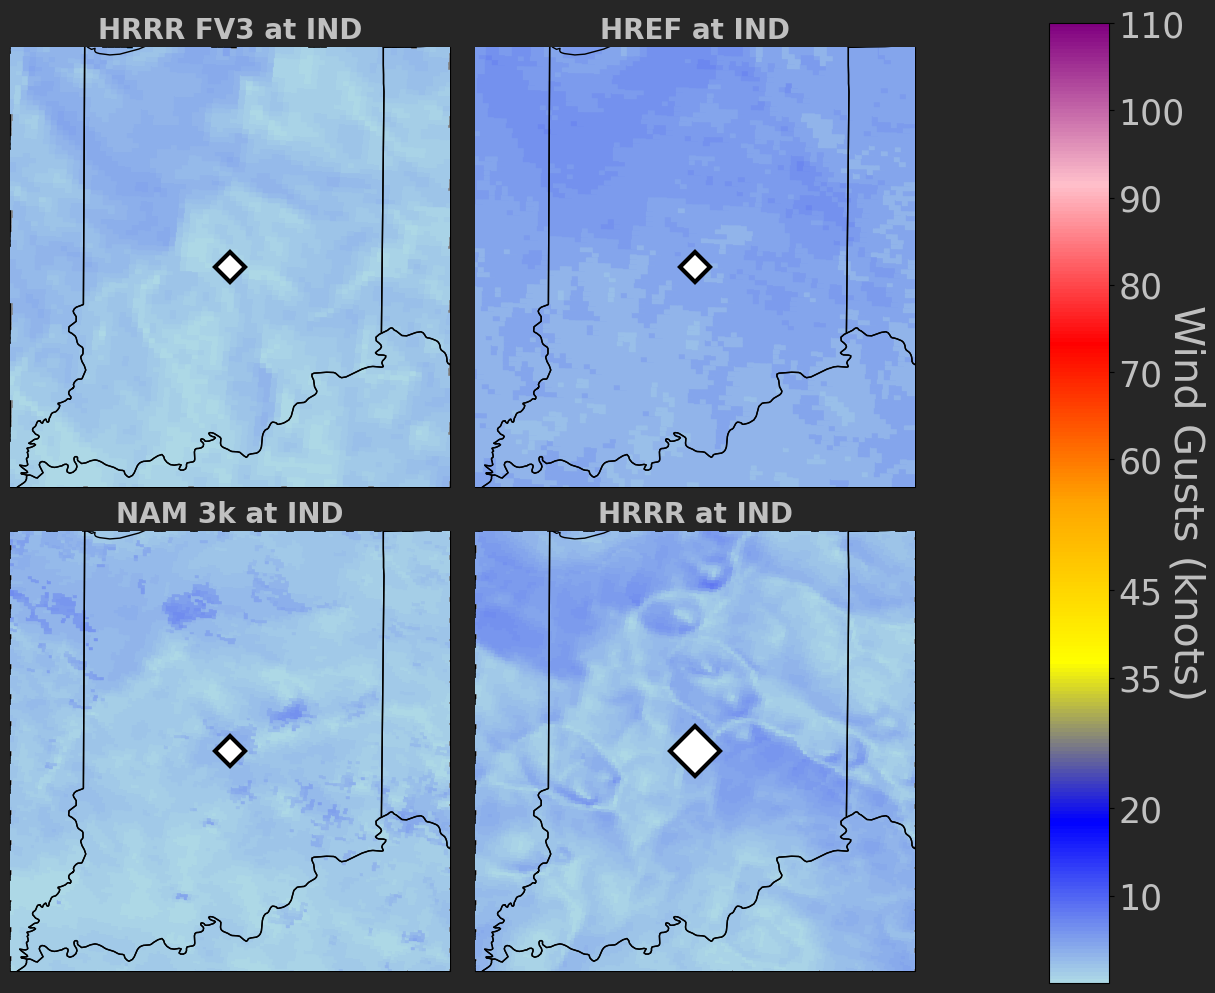 HRRR FV3 at IND
HREF at IND
NAM 3k at IND
HRRR at IND
110
100
90
80
70
60
45
35
20
10
Wind Gusts (knots)